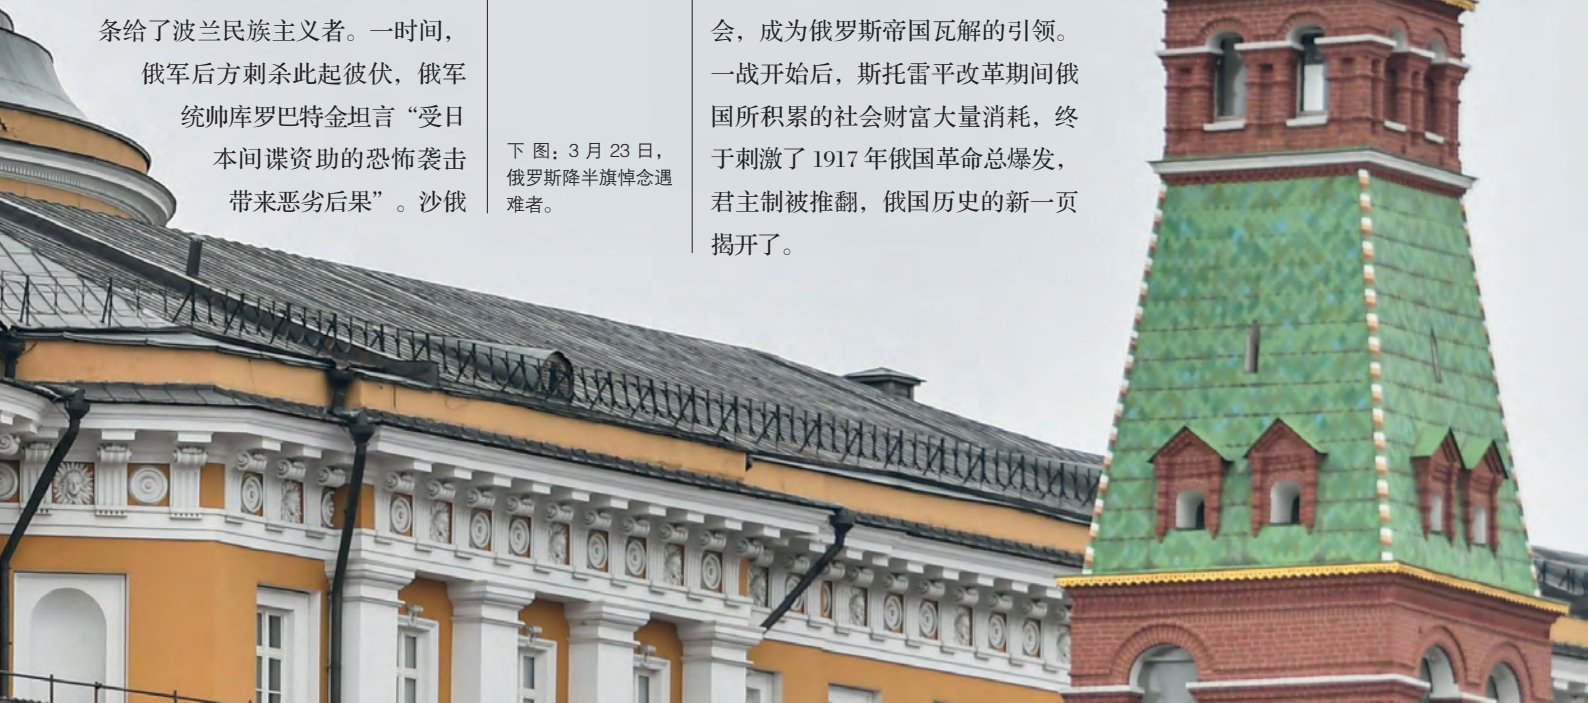 条给了波兰民族主义者。一时间，
俄军后方刺杀此起彼伏，俄军
统帅库罗巴特金坦言“受日
本间谍资助的恐怖袭击
带来恶劣后果”。沙俄
下图：3月23日，
俄罗斯降半旗悼念遇
难者。
会，成为俄罗斯帝国瓦解的引领。
一战开始后，斯托雷平改革期间俄
国所积累的社会财富大量消耗，终
于刺激了1917年俄国革命总爆发，
君主制被推翻，俄国历史的新一页
揭开了。